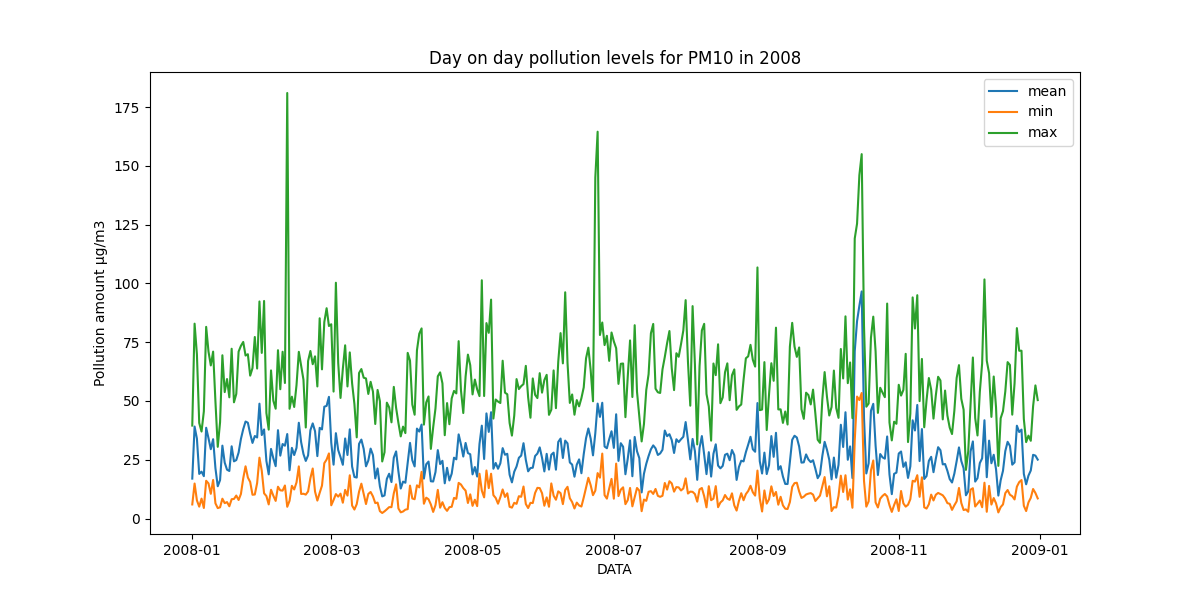 Day on day pollution levels for PM10 in 2008
mean
min
max
Pollution amount µg/m3
175
150
125
100
75
50
25
0
2008-01
2008-03
2008-05
2008-07
2008-09
2008-11
2009-01
DATA